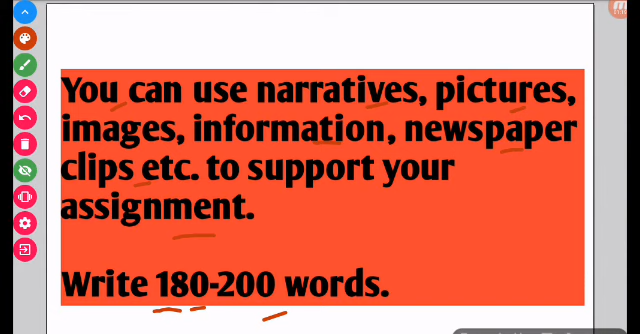 You can use narratives, pictures,
images, information, newspaper
clips etc. to support your
assignment.
Write 180-200 words.